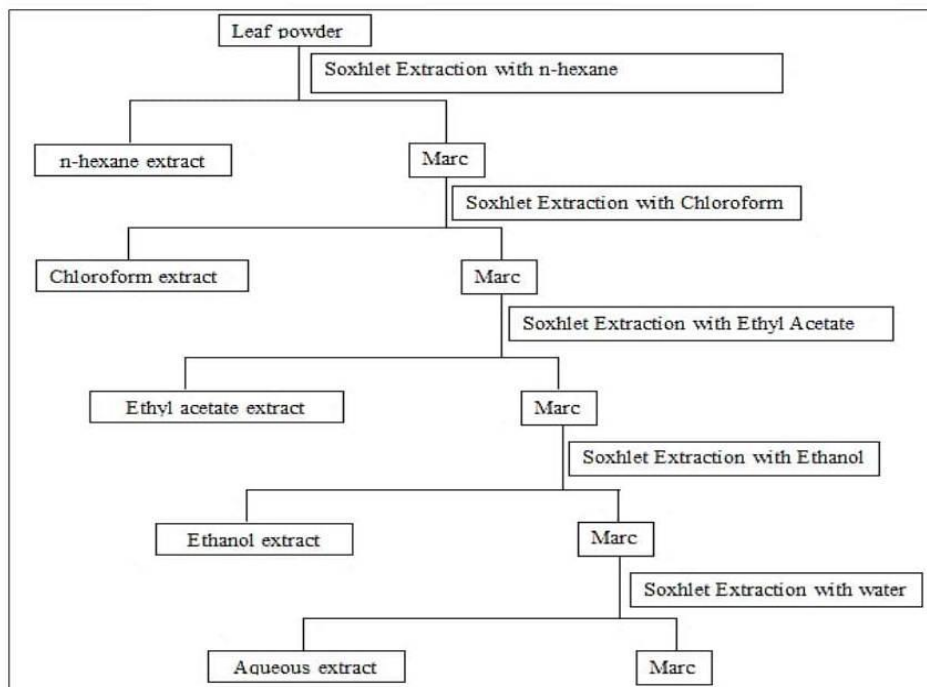 Leaf powder
Soxhlet Extraction with n-hexane
n-hexane extract
Marc
Soxhlet Extraction with Chloroform
Chloroform extract
Marc
Soxhlet Extraction with Ethyl Acetate
Ethyl acetate extract
Marc
Soxhlet Extraction with Ethanol
Ethanol extract
Marc
Soxhlet Extraction with water
Aqueous extract
Marc